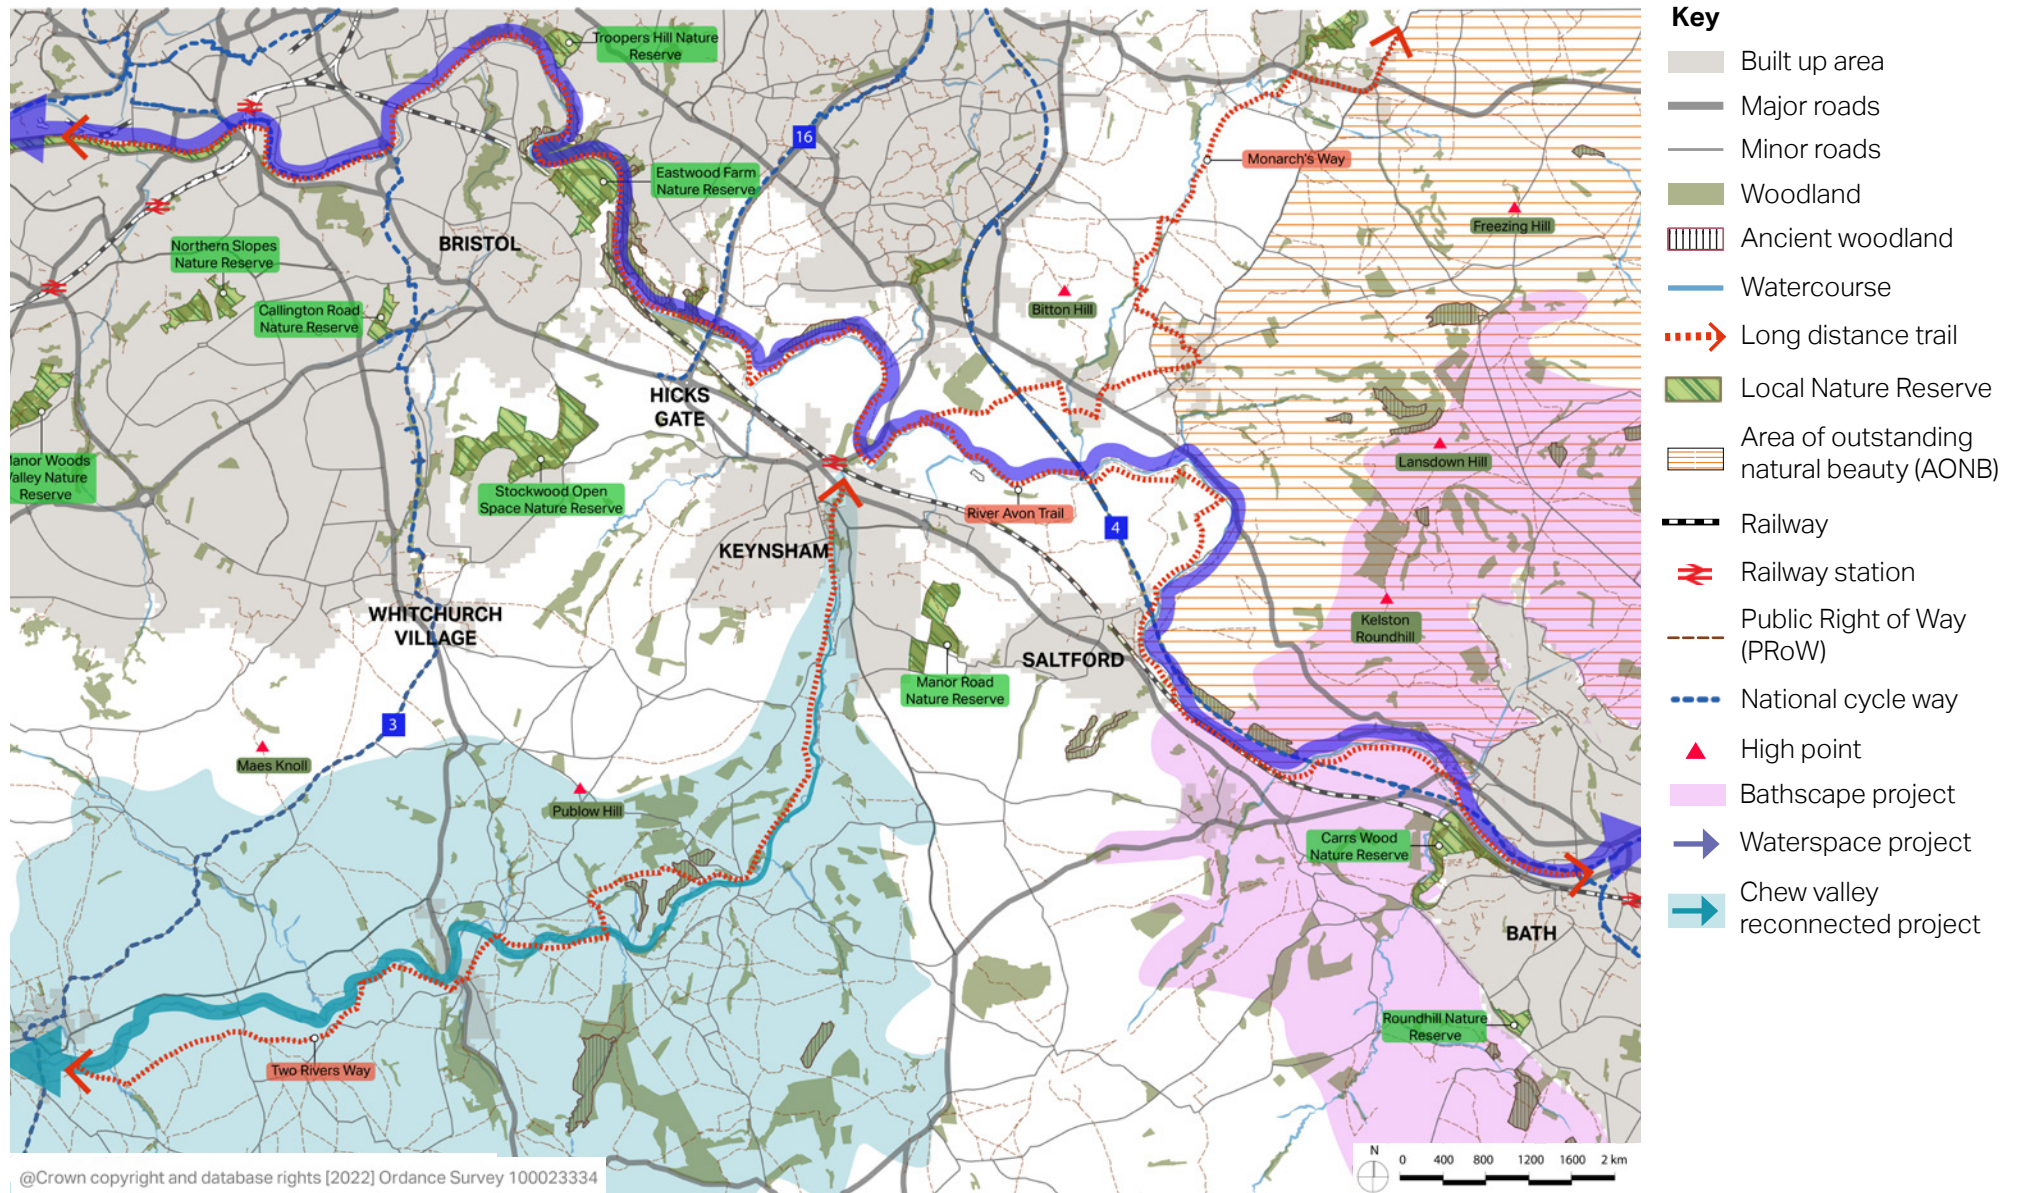 Troopers Hill Nature
Reserve
16
Eastwood Farm
Nature Reserve
Monarch's Way
Freezing Hill
BRISTOL
Northern Slopes
Nature Reserve
Callington Road
Nature Reserve
Bitton Hill
HICKS
GATE
Manor Woods
Valley Nature
Reserve
Stockwood Open
Space Nature Reserve
Lansdown Hill
River Avon Trail
4
KEYNSHAM
WHITCHURCH
VILLAGE
Kelston
Roundhill
SALTFORD
Manor Road
Nature Reserve
3
Maes Knoll
Publow Hill
Carrs Wood
Nature Reserve
BATH
Roundhill Nature
Reserve
Two Rivers Way
@Crown copyright and database rights [2022] Ordance Survey 100023334
N
0 400 800 1200 1600 2 km
Key
Built up area
Major roads
Minor roads
Woodland
Ancient woodland
Watercourse
Long distance trail
Local Nature Reserve
Area of outstanding
natural beauty (AONB)
Railway
Railway station
Public Right of Way
(PRoW)
National cycle way
High point
Bathscape project
Waterspace project
Chew valley
reconnected project